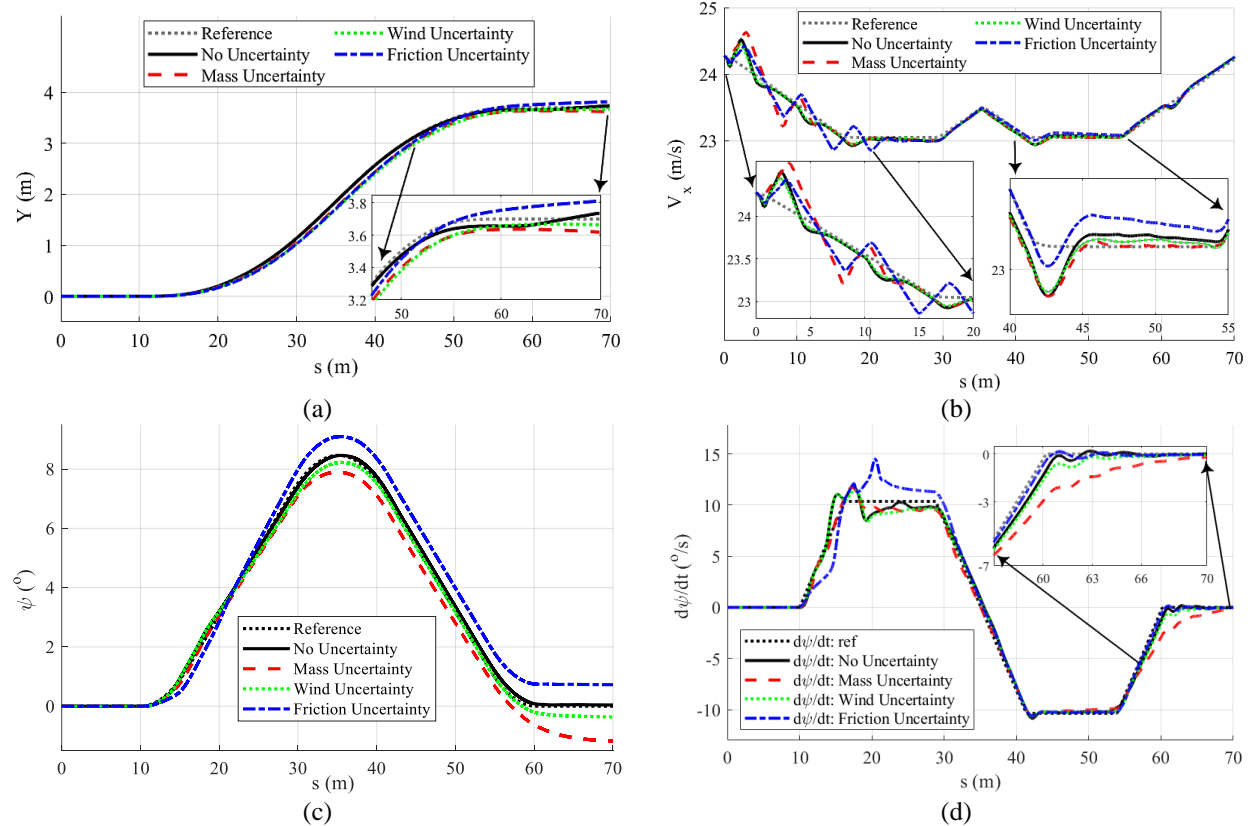 Reference
No Uncertainty
Mass Uncertainty
Wind Uncertainty
Friction Uncertainty
4
3
2
1
0
Y (m)
3.8
3.6
3.4
3.2
50
60
70
0 10 20 30 40 50 60 70
s (m)
(a)
Reference
No Uncertainty
Mass Uncertainty
Wind Uncertainty
Friction Uncertainty
25
24
23
V_x (m/s)
24
23.5
23
0 5 10 15 20
23
40 45 50 55
0 10 20 30 40 50 60 70
s (m)
(b)
8
6
4
2
0
ψ (°)
Reference
No Uncertainty
Mass Uncertainty
Wind Uncertainty
Friction Uncertainty
0 10 20 30 40 50 60 70
s (m)
(c)
15
10
5
0
-5
-10
dψ/dt (°/s)
0
-3
-7
60 63 66 70
dψ/dt: ref
dψ/dt: No Uncertainty
dψ/dt: Mass Uncertainty
dψ/dt: Wind Uncertainty
dψ/dt: Friction Uncertainty
0 10 20 30 40 50 60 70
s (m)
(d)